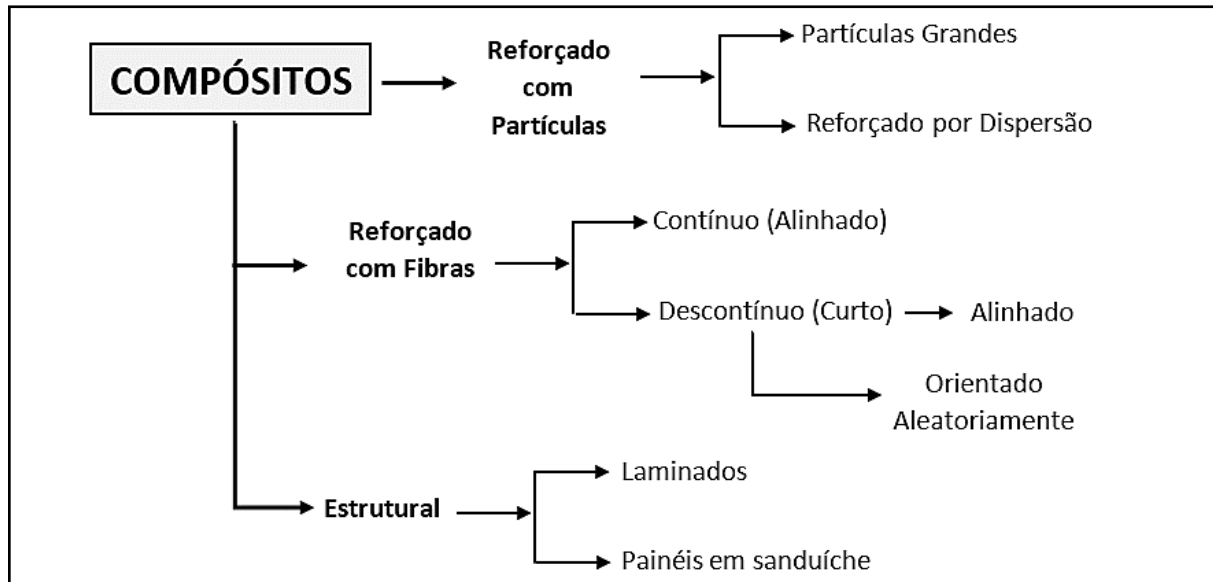 COMPÓSITOS
Reforçado
com
Partículas
Partículas Grandes
Reforçado por Dispersão
Reforçado
com Fibras
Contínuo (Alinhado)
Descontínuo (Curto)
Alinhado
Orientado
Aleatoriamente
Estrutural
Laminados
Painéis em sanduíche